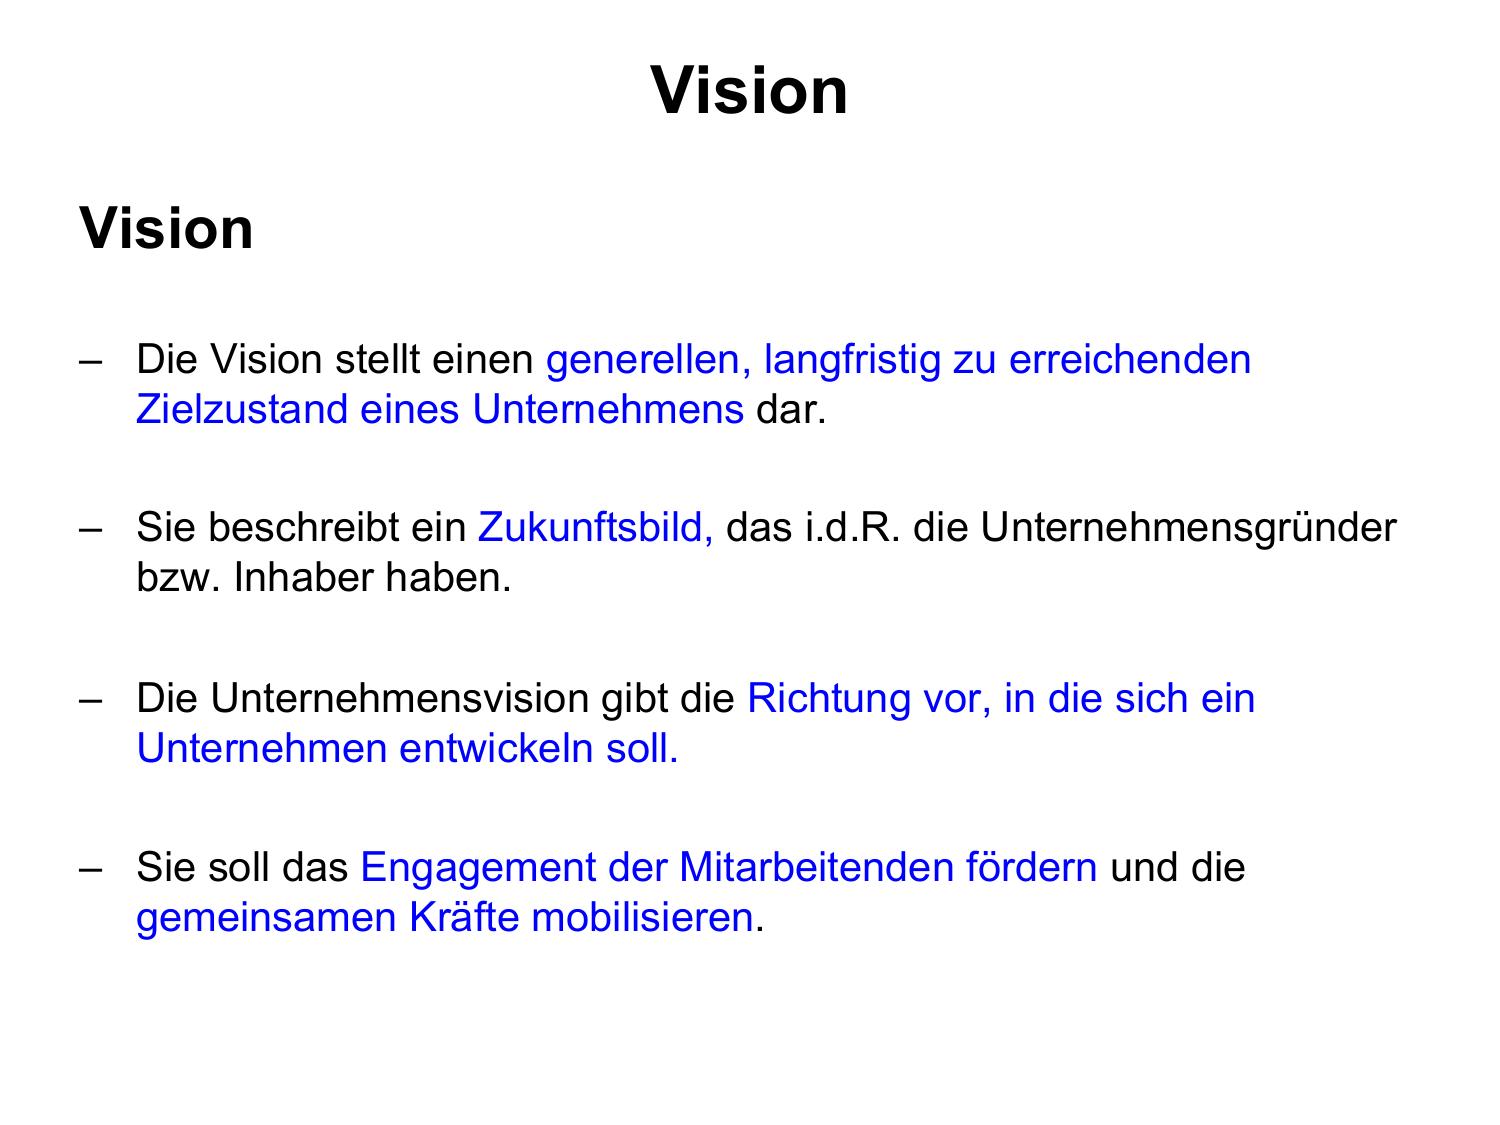 Vision
Vision
– Die Vision stellt einen generellen, langfristig zu erreichenden
Zielzustand eines Unternehmens dar.
– Sie beschreibt ein Zukunftsbild, das i.d.R. die Unternehmensgründer
bzw. Inhaber haben.
– Die Unternehmensvision gibt die Richtung vor, in die sich ein
Unternehmen entwickeln soll.
– Sie soll das Engagement der Mitarbeitenden fördern und die
gemeinsamen Kräfte mobilisieren.